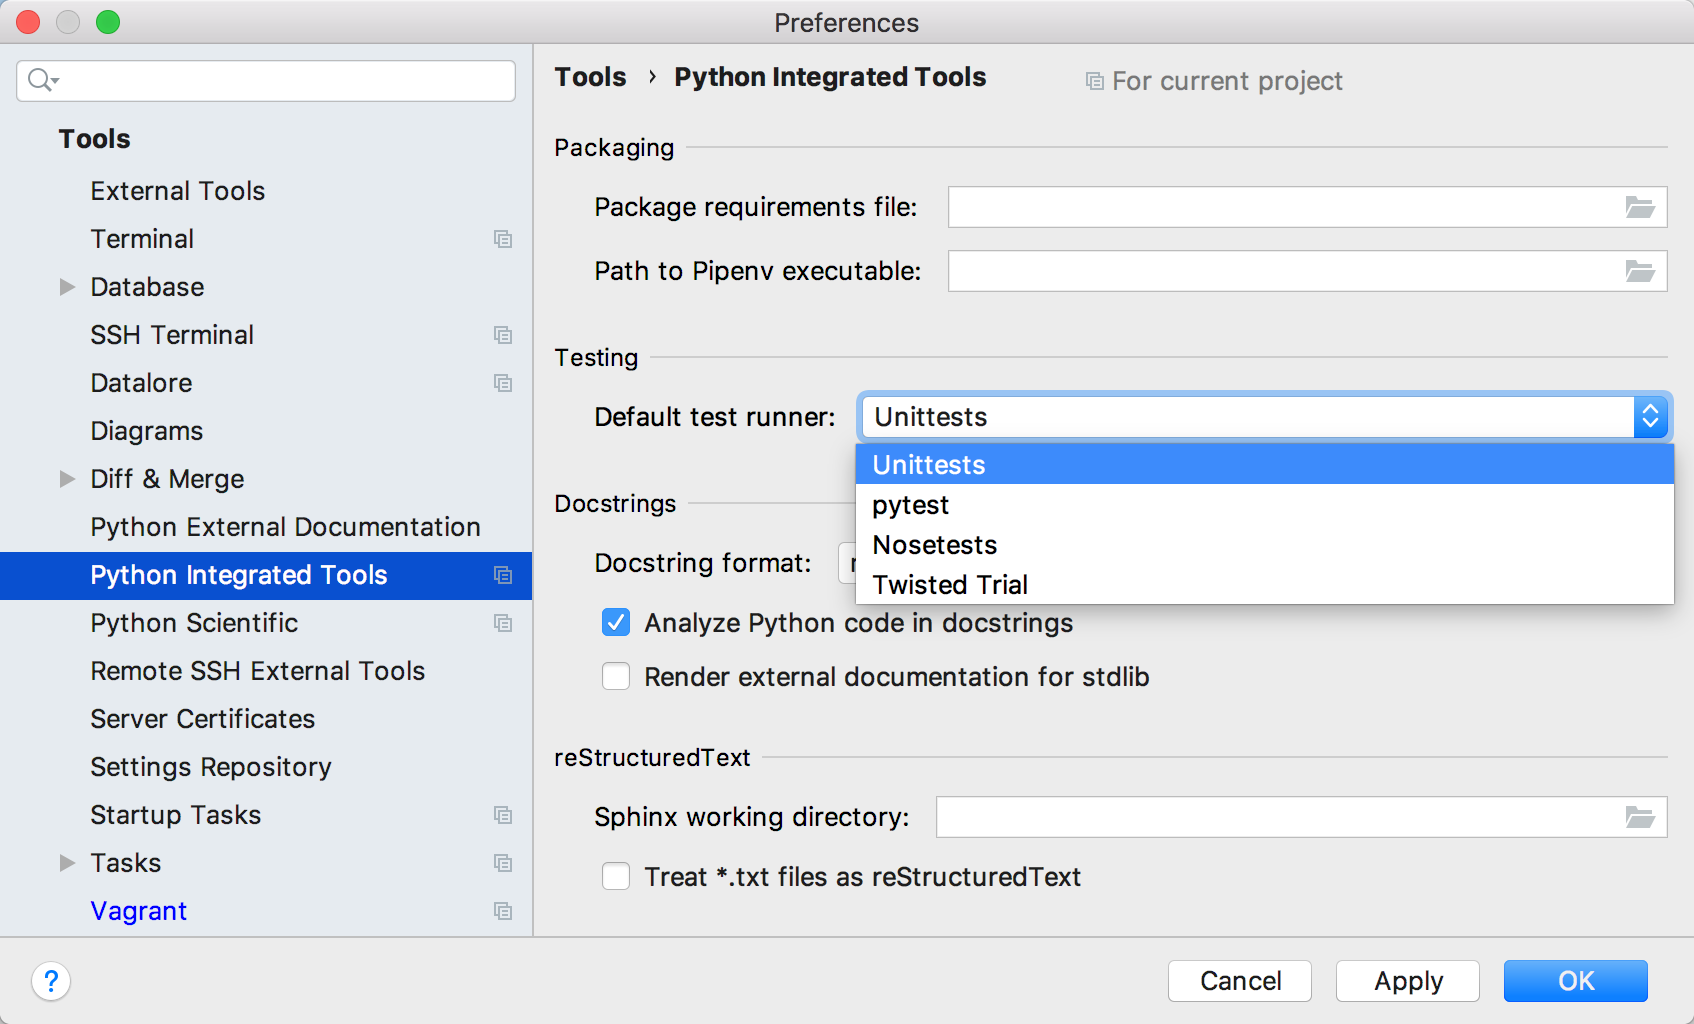 Preferences
Tools
External Tools
Terminal
Database
SSH Terminal
Datalore
Diagrams
Diff & Merge
Python External Documentation
Python Integrated Tools
Python Scientific
Remote SSH External Tools
Server Certificates
Settings Repository
Startup Tasks
Tasks
Vagrant
Tools › Python Integrated Tools
For current project
Packaging
Package requirements file:
Path to Pipenv executable:
Testing
Default test runner: Unittests
Unittests
pytest
Nosetests
Twisted Trial
Docstrings
Docstring format:
Analyze Python code in docstrings
Render external documentation for stdlib
reStructuredText
Sphinx working directory:
Treat *.txt files as reStructuredText
?
Cancel
Apply
OK